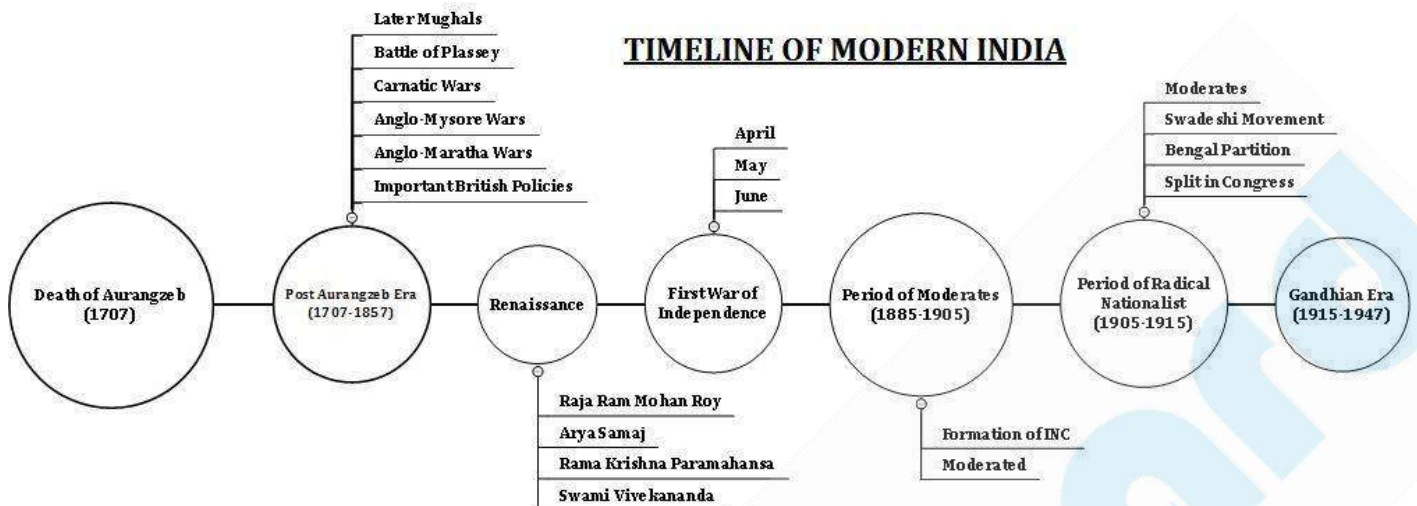 TIMELINE OF MODERN INDIA
Later Mughals
Battle of Plassey
Carnatic Wars
Anglo-Mysore Wars
Anglo-Maratha Wars
Important British Policies
April
May
June
Moderates
Swadeshi Movement
Bengal Partition
Split in Congress
Death of Aurangzeb
(1707)
Post Aurangzeb Era
(1707-1857)
Renaissance
First War of
Independence
Period of Moderates
(1885-1905)
Period of Radical
Nationalist
(1905-1915)
Gandhian Era
(1915-1947)
Raja Ram Mohan Roy
Arya Samaj
Rama Krishna Paramahansa
Swami Vivekananda
Formation of INC
Moderated